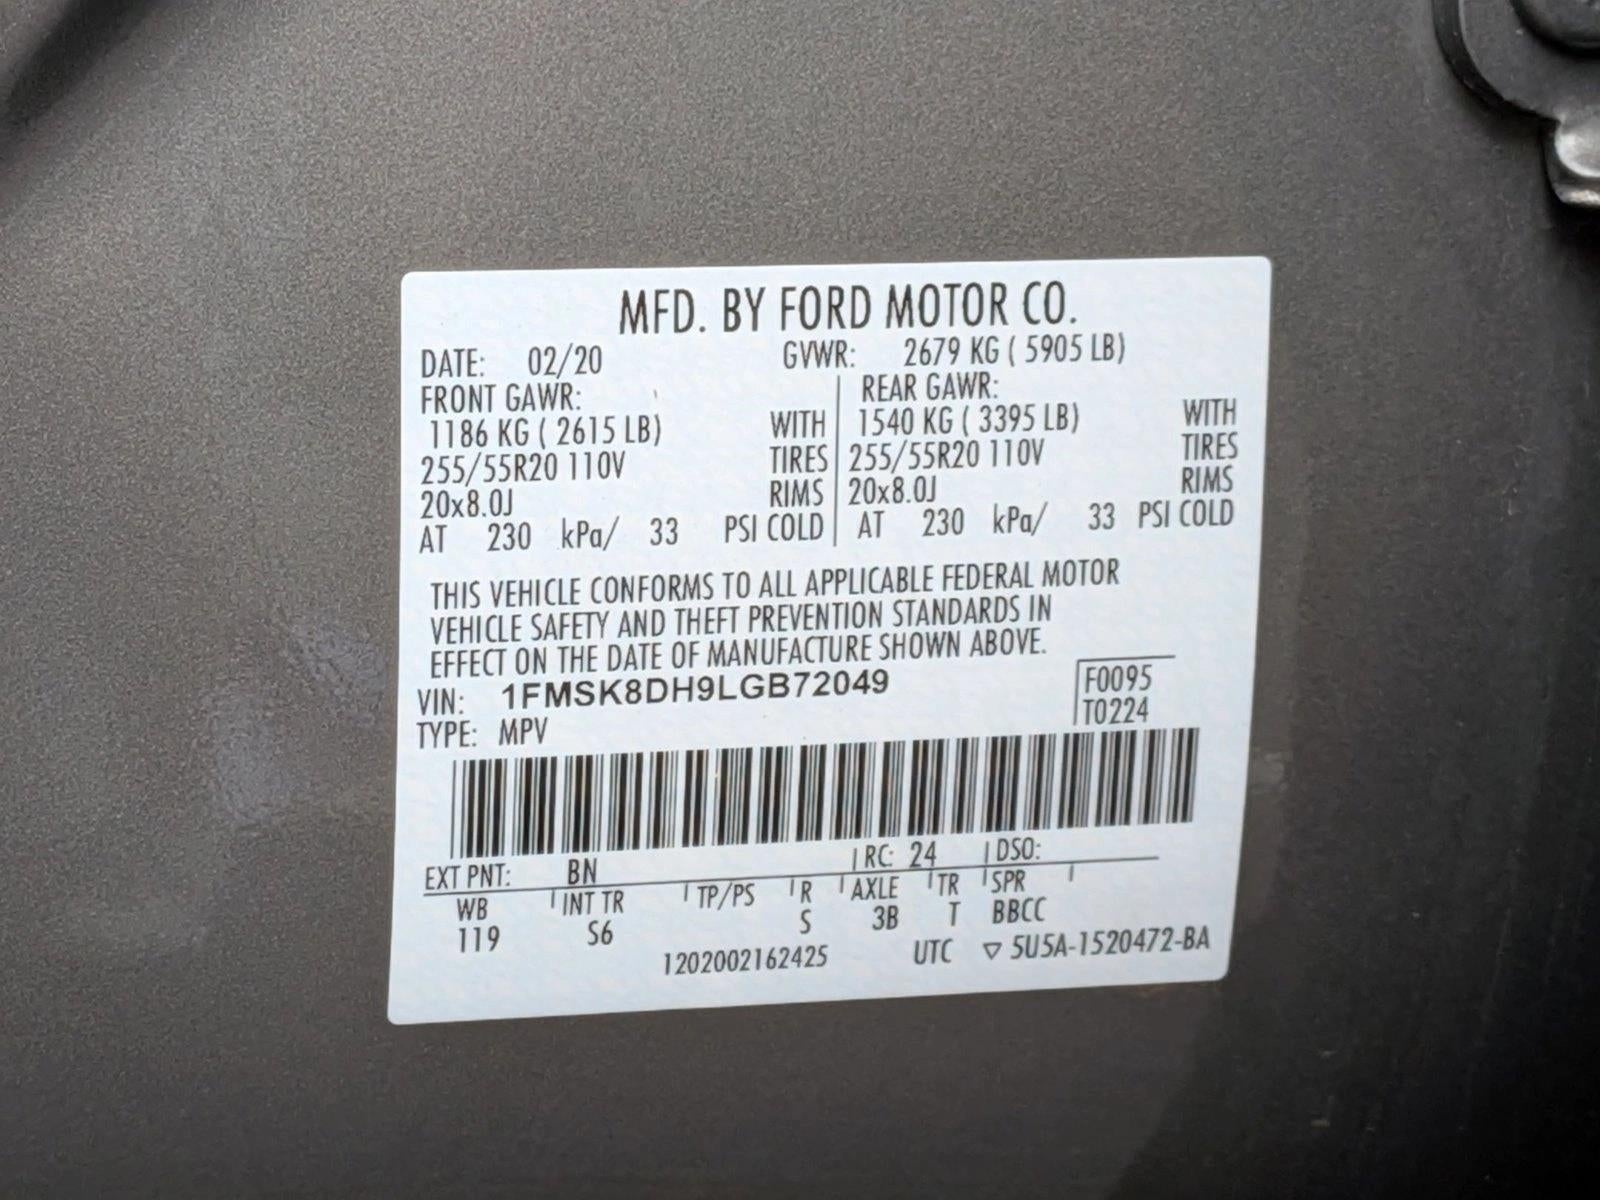 MFD. BY FORD MOTOR CO.
DATE: 02/20 GVWR: 2679 KG ( 5905 LB)
FRONT GAWR: REAR GAWR:
1186 KG ( 2615 LB) WITH 1540 KG ( 3395 LB) WITH
255/55R20 110V TIRES 255/55R20 110V TIRES
20x8.0J RIMS 20x8.0J RIMS
AT 230 kPa/ 33 PSI COLD AT 230 kPa/ 33 PSI COLD
THIS VEHICLE CONFORMS TO ALL APPLICABLE FEDERAL MOTOR
VEHICLE SAFETY AND THEFT PREVENTION STANDARDS IN
EFFECT ON THE DATE OF MANUFACTURE SHOWN ABOVE.
VIN: 1FMSK8DH9LGB72049 F0095
TYPE: MPV T0224
EXT PNT: BN RC: 24 DSO:
WB INT TR TP/PS R AXLE TR SPR
119 S6 S 3B T BBCC
1202002162425 UTC ▽ 5U5A-1520472-BA